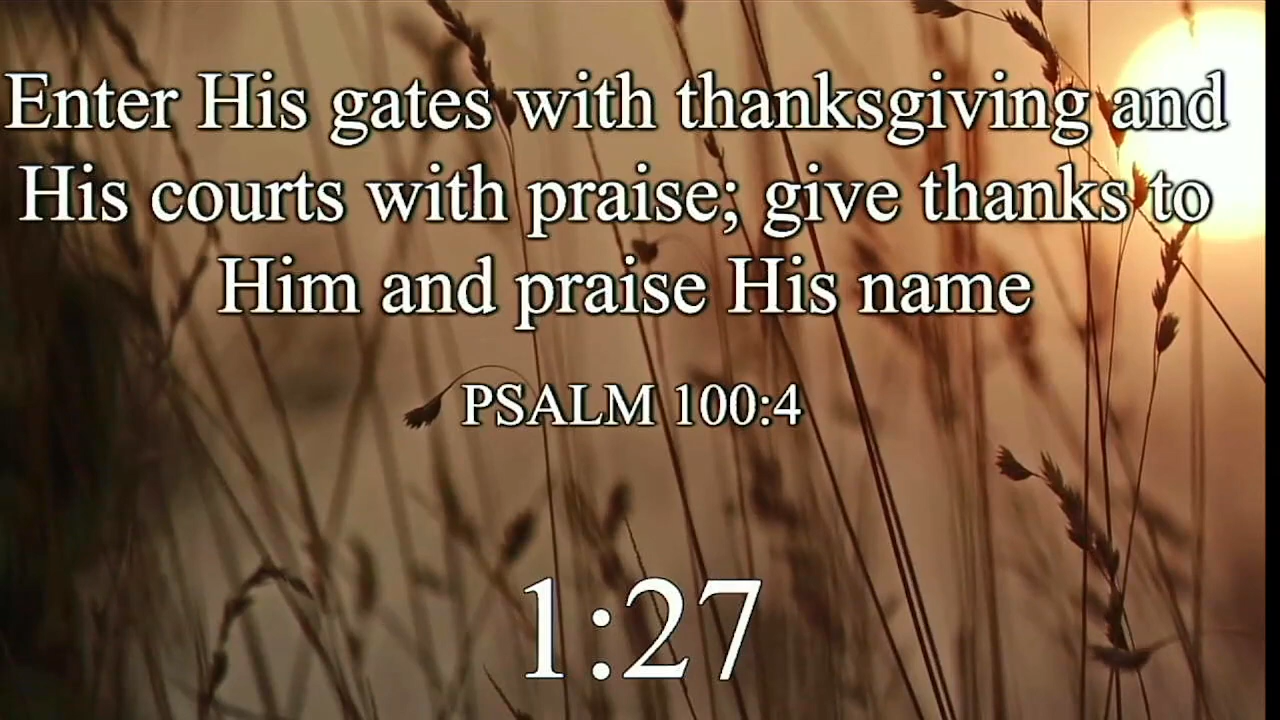 Enter His gates with thanksgiving and
His courts with praise; give thanks to
Him and praise His name
PSALM 100:4
1:27